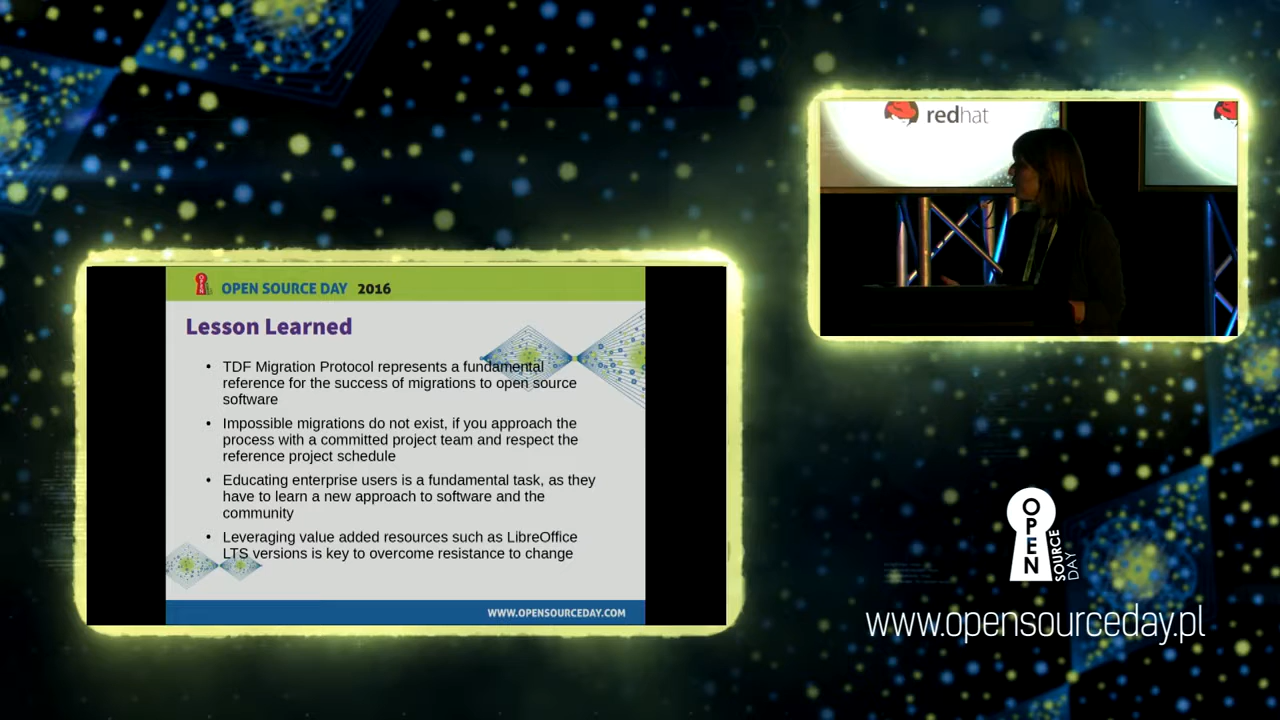 redhat
OPEN SOURCE DAY 2016
Lesson Learned
• TDF Migration Protocol represents a fundamental
reference for the success of migrations to open source
software
• Impossible migrations do not exist, if you approach the
process with a committed project team and respect the
reference project schedule
• Educating enterprise users is a fundamental task, as they
have to learn a new approach to software and the
community
• Leveraging value added resources such as LibreOffice
LTS versions is key to overcome resistance to change
WWW.OPENSOURCEDAY.COM
OPEN
SOURCE
DAY
www.opensourceday.pl